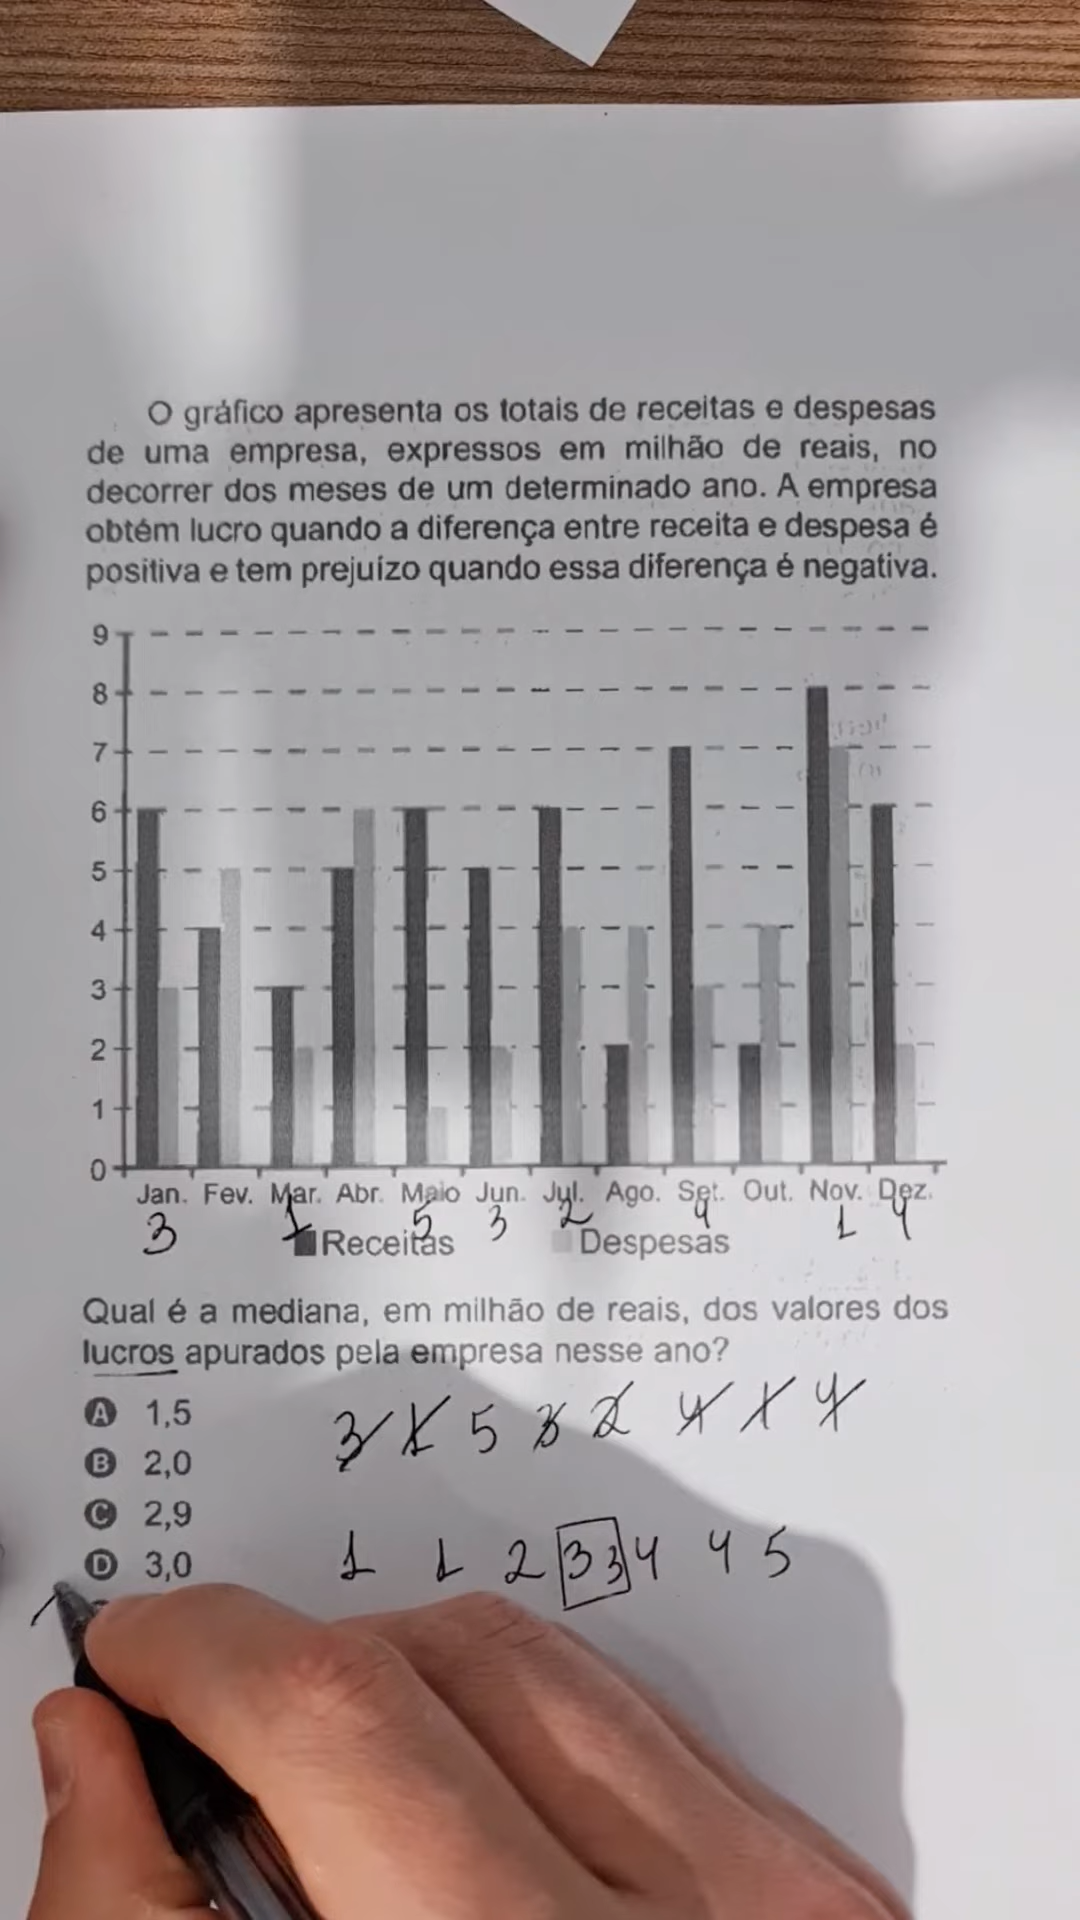 O gráfico apresenta os totais de receitas e despesas
de uma empresa, expressos em milhão de reais, no
decorrer dos meses de um determinado ano. A empresa
obtém lucro quando a diferença entre receita e despesa é
positiva e tem prejuízo quando essa diferença é negativa.
9
8
7
6
5
4
3
2
1
0
Jan. Fev. Mar. Abr. Maio Jun. Jul. Ago. Set. Out. Nov. Dez.
3 1 5 3 2 4 1 4
Receitas Despesas
Qual é a mediana, em milhão de reais, dos valores dos
lucros apurados pela empresa nesse ano?
A 1,5
B 2,0
C 2,9
D 3,0
3 1 5 3 2 4 1 4
1 1 2 3 3 4 4 5